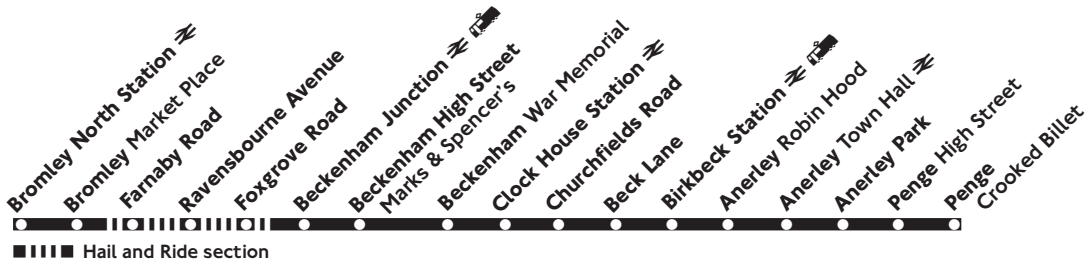 Bromley North Station
Bromley Market Place
Farnaby Road
Ravensbourne Avenue
Foxgrove Road
Beckenham Junction
Beckenham High Street
Marks & Spencer's
Beckenham War Memorial
Clock House Station
Churchfields Road
Beck Lane
Birkbeck Station
Anerley Robin Hood
Anerley Town Hall
Anerley Park
Penge High Street
Penge
Crooked Billet
Hail and Ride section